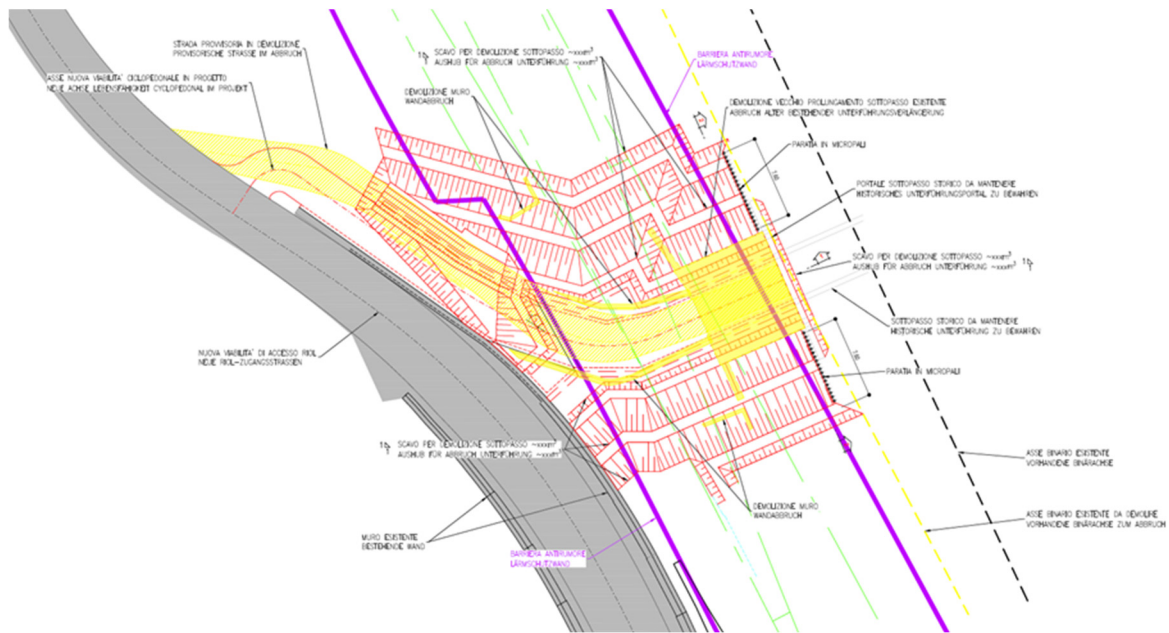 STRADA PROVVISORIA IN DEMOLIZIONE
PROVISORISCHE STRASSE IM ABBRUCH
ASSE NUOVA VIABILITA' CICLOPEDONALE IN PROGETTO
NEUE ACHSE LEBENSFÄHIGKEIT CYCLOPEDONAL IM PROJEKT
SCAVO PER DEMOLIZIONE SOTTOPASSO ~xxxm³
AUSHUB FÜR ABBRUCH UNTERFÜHRUNG ~xxxm³
DEMOLIZIONE MURO
WANDABBRUCH
BARRIERA ANTIRUMORE
LÄRMSCHUTZWAND
DEMOLIZIONE VECCHIO PROLUNGAMENTO SOTTOPASSO ESISTENTE
ABBRUCH ALTER BESTEHENDER UNTERFÜHRUNGSVERLÄNGERUNG
PARATIA IN MICROPALI
PORTALE SOTTOPASSO STORICO DA MANTENERE
HISTORISCHES UNTERFÜHRUNGSPORTAL ZU BEWAHREN
SCAVO PER DEMOLIZIONE SOTTOPASSO ~xxxm³
AUSHUB FÜR ABBRUCH UNTERFÜHRUNG ~xxxm³
SOTTOPASSO STORICO DA MANTENERE
HISTORISCHE UNTERFÜHRUNG ZU BEWAHREN
NUOVA VIABILITA' DI ACCESSO RIOL
NEUE RIOL-ZUGANGSSTRASSEN
PARATIA IN MICROPALI
SCAVO PER DEMOLIZIONE SOTTOPASSO ~xxxm³
AUSHUB FÜR ABBRUCH UNTERFÜHRUNG ~xxxm³
ASSE BINARIO ESISTENTE
VORHANDENE BINÄRACHSE
DEMOLIZIONE MURO
WANDABBRUCH
ASSE BINARIO ESISTENTE DA DEMOLIRE
VORHANDENE BINÄRACHSE ZUM ABBRUCH
MURO ESISTENTE
BESTEHENDE WAND
BARRIERA ANTIRUMORE
LÄRMSCHUTZWAND